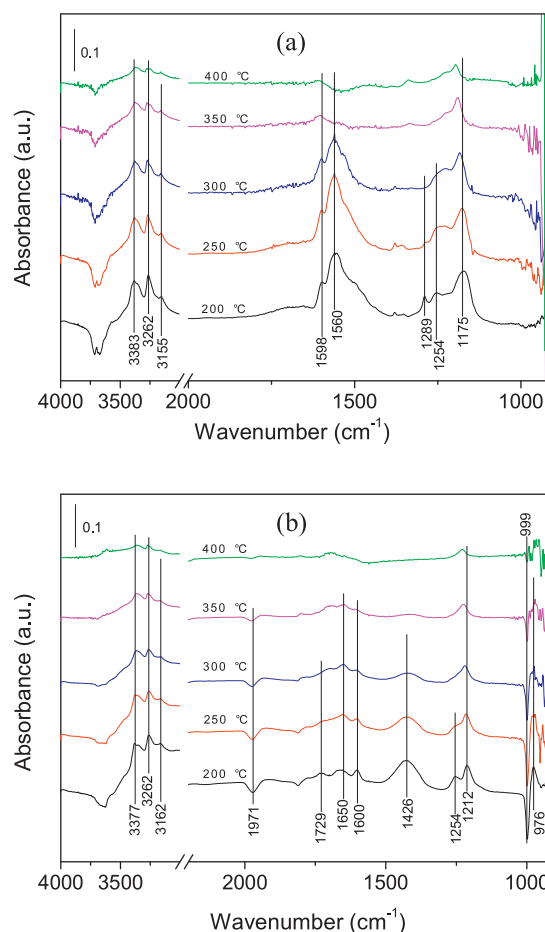 0.1
(a)
400 °C
350 °C
300 °C
250 °C
200 °C
3383
3262
3155
1598
1560
1289
1254
1175
Absorbance (a.u.)
4000
3500
2000
1500
1000
Wavenumber (cm-1)
0.1
(b)
999
400 °C
350 °C
300 °C
250 °C
200 °C
3377
3262
3162
1971
1729
1650
1600
1426
1254
1212
976
Absorbance (a.u.)
4000
3500
2000
1500
1000
Wavenumber (cm-1)